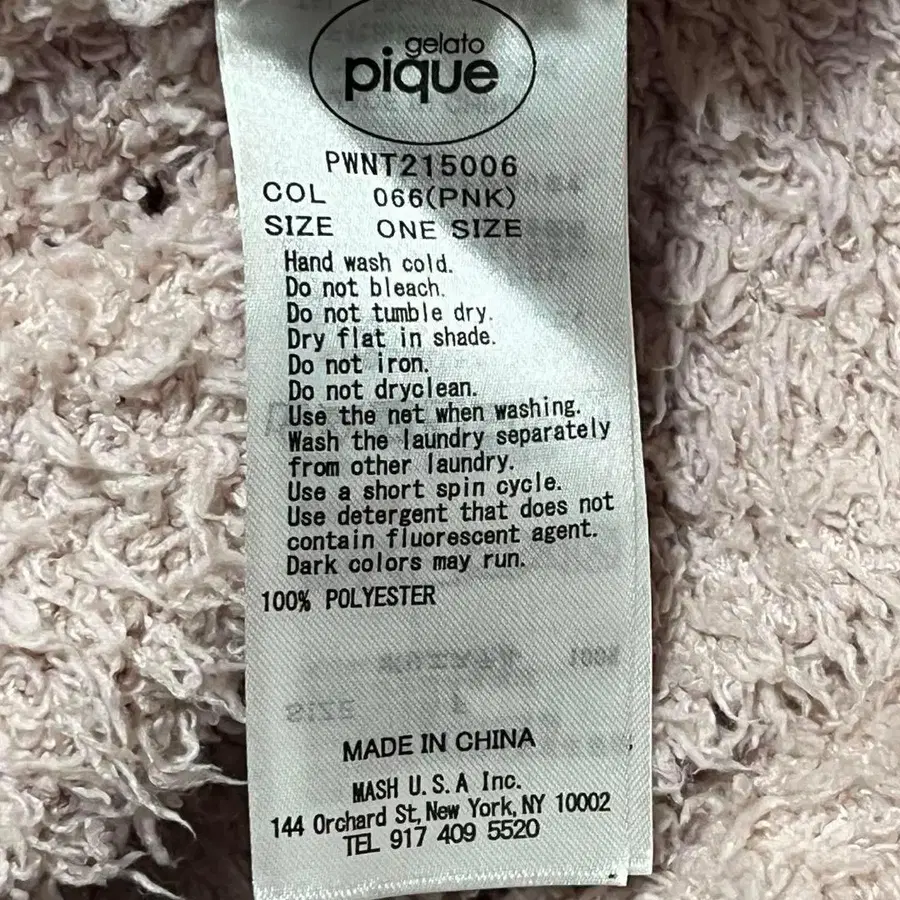 gelato
pique
PWNT215006
COL 066(PNK)
SIZE ONE SIZE
Hand wash cold.
Do not bleach.
Do not tumble dry.
Dry flat in shade.
Do not iron.
Do not dryclean.
Use the net when washing.
Wash the laundry separately
from other laundry.
Use a short spin cycle.
Use detergent that does not
contain fluorescent agent.
Dark colors may run.
100% POLYESTER
MADE IN CHINA
MASH U.S.A Inc.
144 Orchard St, New York, NY 10002
TEL 917 409 5520